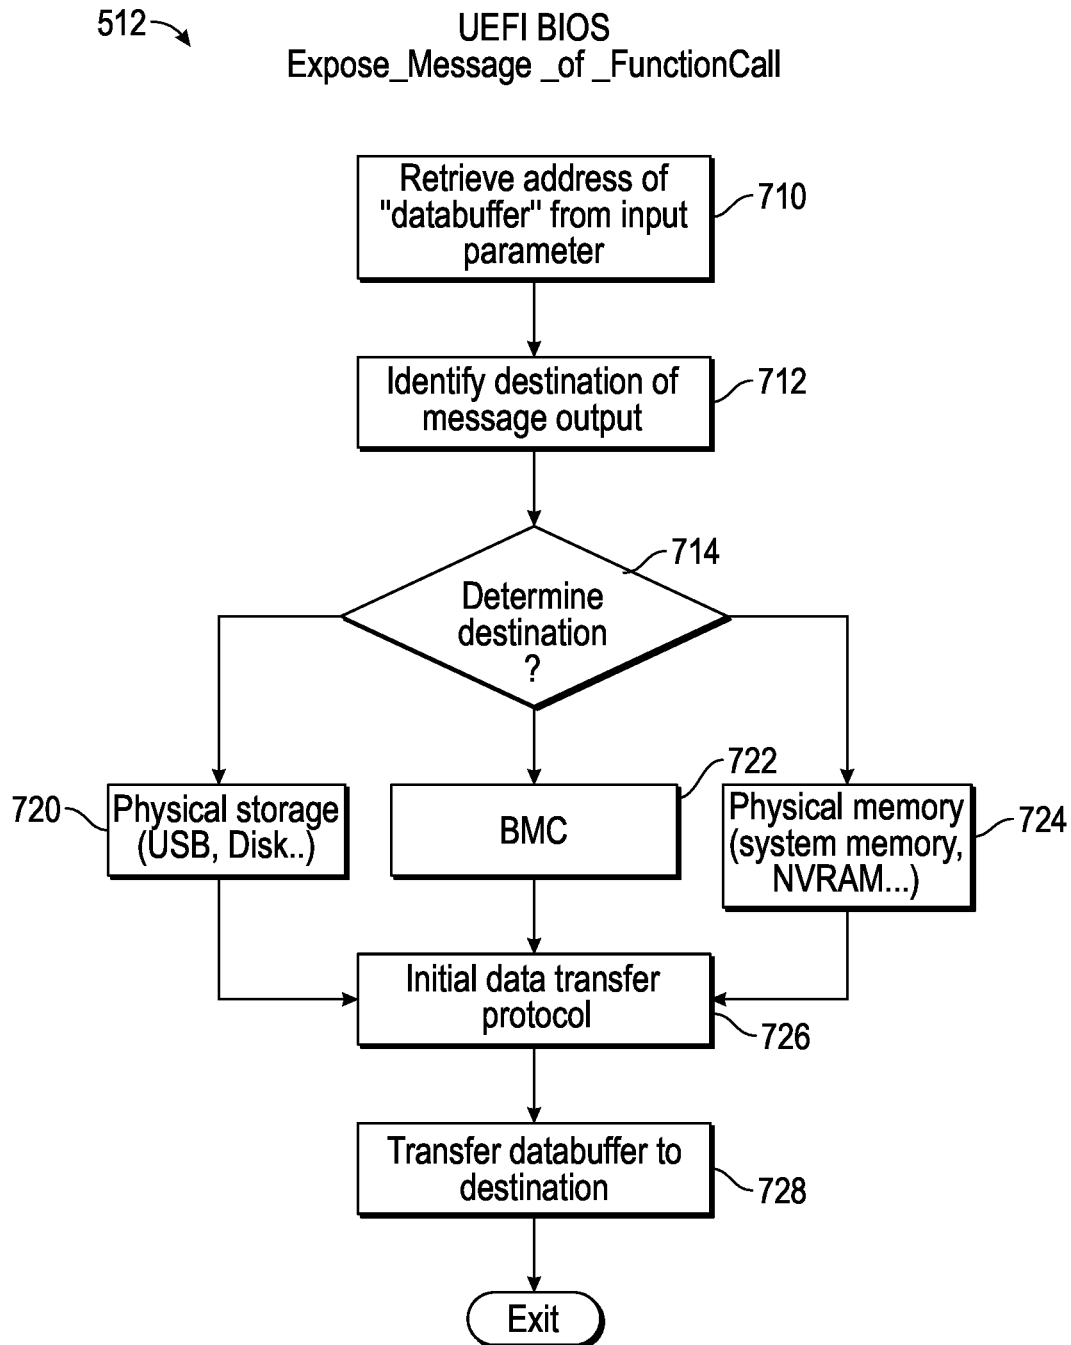 512
UEFI BIOS
Expose_Message _of _FunctionCall
Retrieve address of
"databuffer" from input
parameter
710
Identify destination of
message output
712
714
Determine
destination
?
720
Physical storage
(USB, Disk..)
722
BMC
Physical memory
(system memory,
NVRAM...)
724
Initial data transfer
protocol
726
Transfer databuffer to
destination
728
Exit